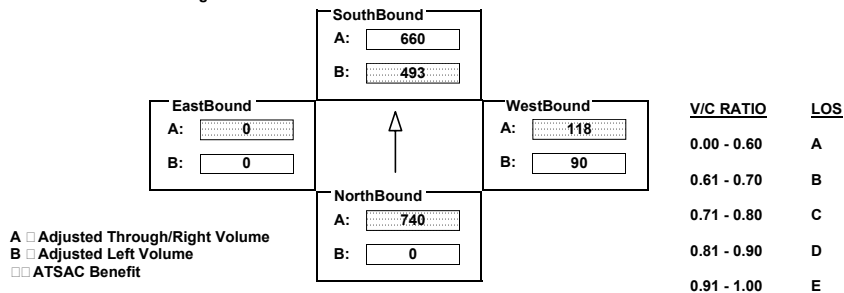 SouthBound
A: 660
B: 493
EastBound
A: 0
B: 0
WestBound
A: 118
B: 90
NorthBound
A: 740
B: 0
A □ Adjusted Through/Right Volume
B □ Adjusted Left Volume
□□ ATSAC Benefit
V/C RATIO LOS
0.00 - 0.60 A
0.61 - 0.70 B
0.71 - 0.80 C
0.81 - 0.90 D
0.91 - 1.00 E